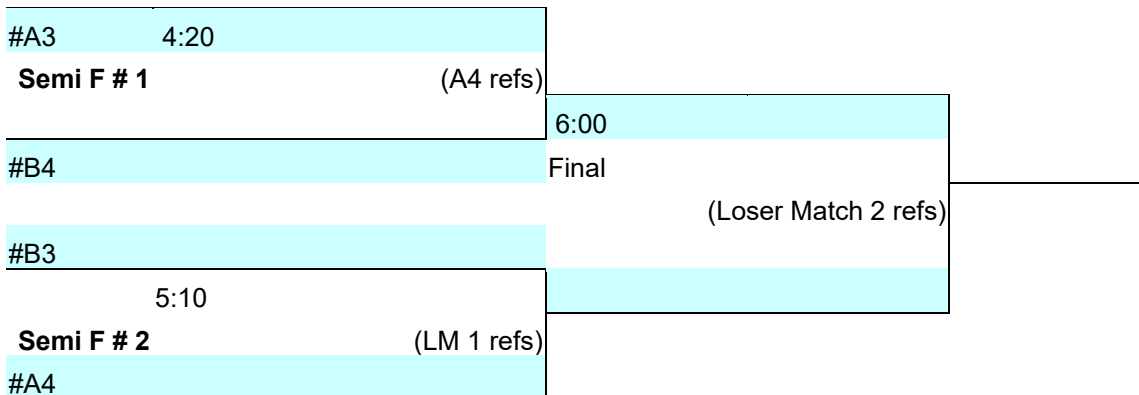 #A3 4:20
Semi F # 1 (A4 refs)
6:00
#B4 Final
(Loser Match 2 refs)
#B3
5:10
Semi F # 2 (LM 1 refs)
#A4